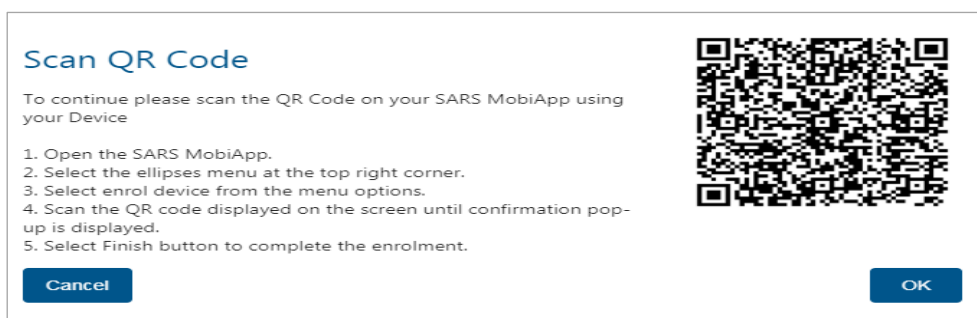 Scan QR Code
To continue please scan the QR Code on your SARS MobiApp using
your Device
1. Open the SARS MobiApp.
2. Select the ellipses menu at the top right corner.
3. Select enrol device from the menu options.
4. Scan the QR code displayed on the screen until confirmation pop-
up is displayed.
5. Select Finish button to complete the enrolment.
Cancel
OK